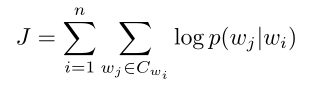 J = \sum_{i=1}^{n} \sum_{w_j \in C_{w_i}} \log p(w_j|w_i)